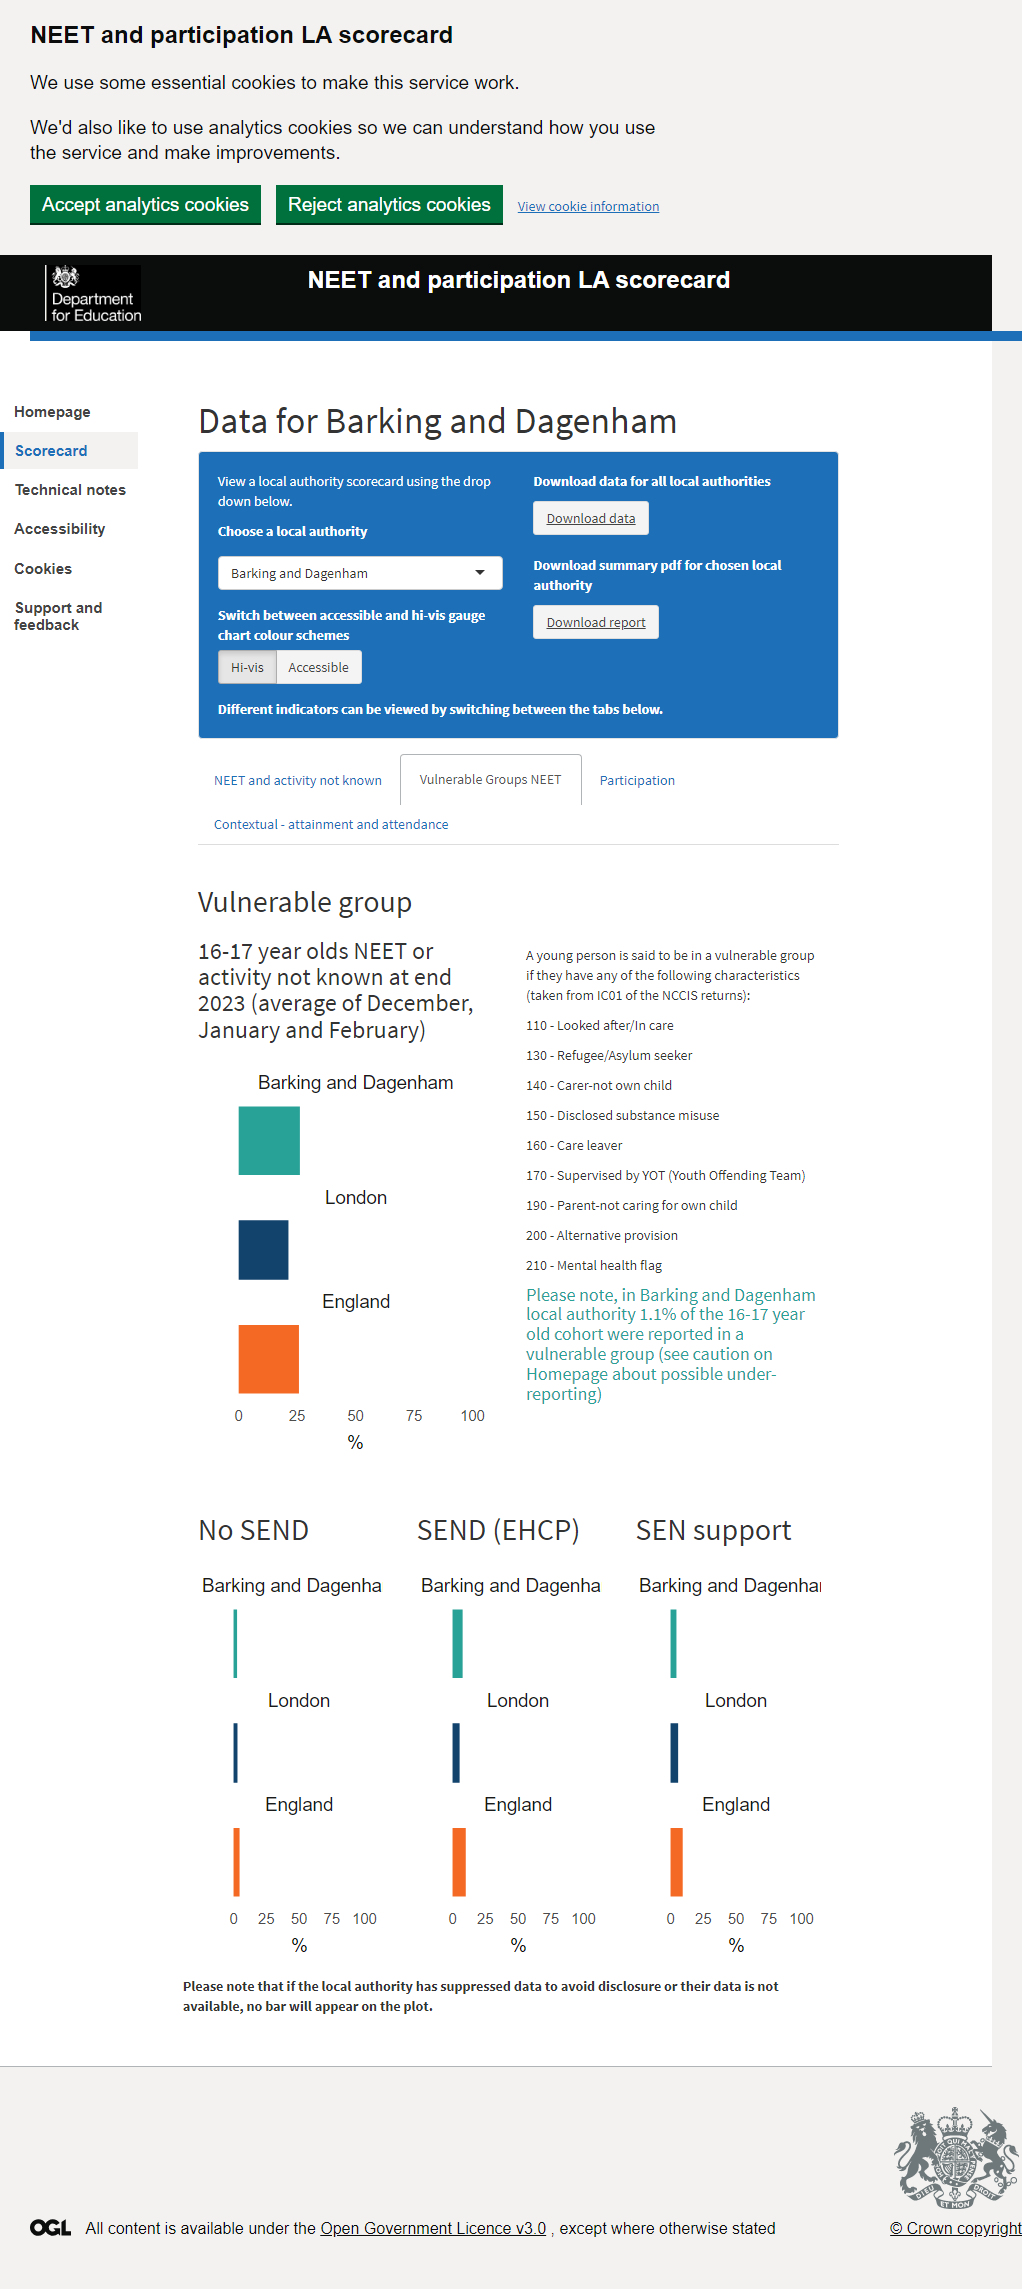 NEET and participation LA scorecard
We use some essential cookies to make this service work.
We'd also like to use analytics cookies so we can understand how you use
the service and make improvements.
Accept analytics cookies
Reject analytics cookies
View cookie information
Department
for Education
NEET and participation LA scorecard
Homepage
Scorecard
Technical notes
Accessibility
Cookies
Support and
feedback
Data for Barking and Dagenham
View a local authority scorecard using the drop
down below.
Choose a local authority
Barking and Dagenham
Switch between accessible and hi-vis gauge
chart colour schemes
Hi-vis
Accessible
Download data for all local authorities
Download data
Download summary pdf for chosen local
authority
Download report
Different indicators can be viewed by switching between the tabs below.
NEET and activity not known
Vulnerable Groups NEET
Participation
Contextual - attainment and attendance
Vulnerable group
16-17 year olds NEET or
activity not known at end
2023 (average of December,
January and February)
Barking and Dagenham
London
England
0 25 50 75 100
%
A young person is said to be in a vulnerable group
if they have any of the following characteristics
(taken from IC01 of the NCCIS returns):
110 - Looked after/In care
130 - Refugee/Asylum seeker
140 - Carer-not own child
150 - Disclosed substance misuse
160 - Care leaver
170 - Supervised by YOT (Youth Offending Team)
190 - Parent-not caring for own child
200 - Alternative provision
210 - Mental health flag
Please note, in Barking and Dagenham
local authority 1.1% of the 16-17 year
old cohort were reported in a
vulnerable group (see caution on
Homepage about possible under-
reporting)
No SEND
Barking and Dagenha
London
England
0 25 50 75 100
%
SEND (EHCP)
Barking and Dagenha
London
England
0 25 50 75 100
%
SEN support
Barking and Dagenha
London
England
0 25 50 75 100
%
Please note that if the local authority has suppressed data to avoid disclosure or their data is not
available, no bar will appear on the plot.
OGL
All content is available under the Open Government Licence v3.0 , except where otherwise stated
© Crown copyright